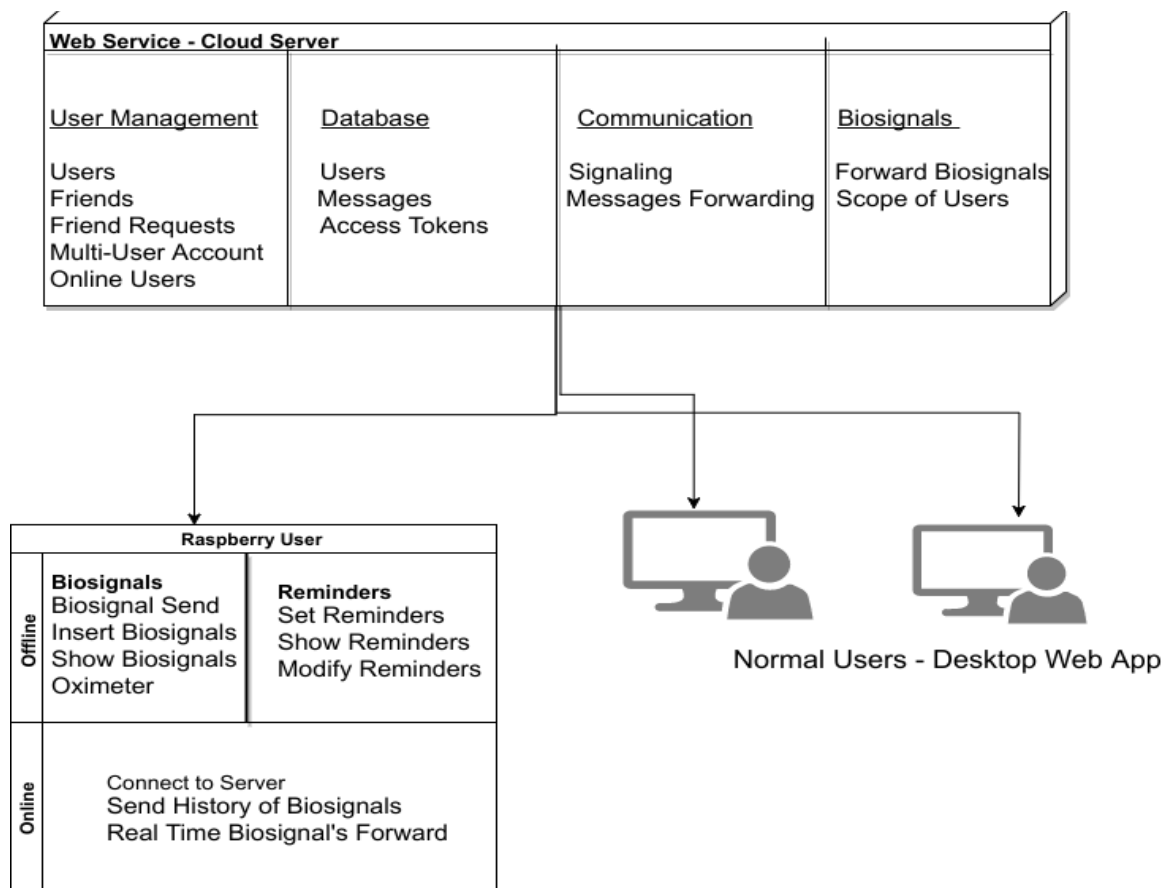 Web Service - Cloud Server
User Management
Users
Friends
Friend Requests
Multi-User Account
Online Users
Database
Users
Messages
Access Tokens
Communication
Signaling
Messages Forwarding
Biosignals
Forward Biosignals
Scope of Users
Raspberry User
Offline
Biosignals
Biosignal Send
Insert Biosignals
Show Biosignals
Oximeter
Reminders
Set Reminders
Show Reminders
Modify Reminders
Online
Connect to Server
Send History of Biosignals
Real Time Biosignal's Forward
Normal Users - Desktop Web App